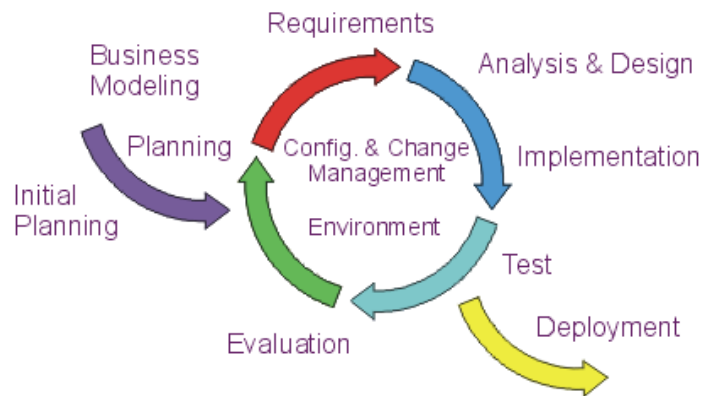 Requirements
Business
Modeling
Analysis & Design
Planning
Config. & Change
Management
Implementation
Initial
Planning
Environment
Test
Deployment
Evaluation